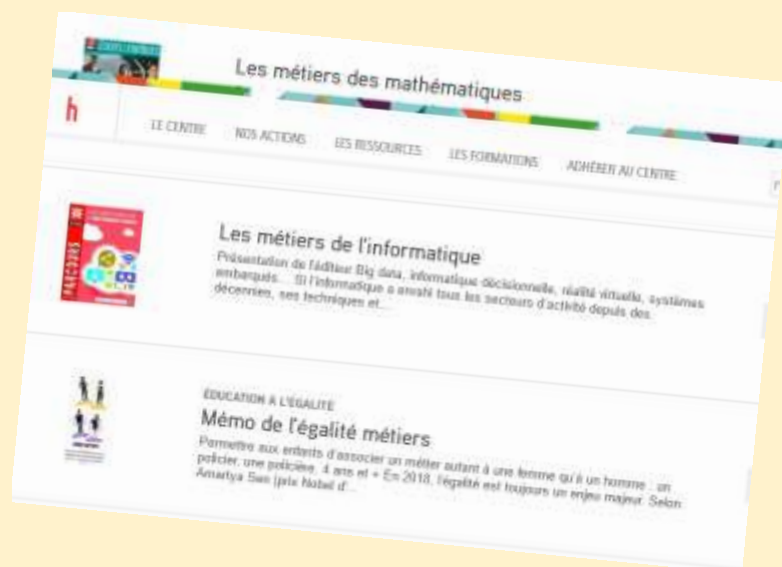 Les métiers des mathématiques
h
LE CENTRE NOS ACTIONS LES RESSOURCES LES FORMATIONS ADHÉRER AU CENTRE
PARCOURS
Les métiers de l'informatique
Présentation de l'éditeur Big data, informatique décisionnelle, réalité virtuelle, systèmes
embarqués... Si l'informatique a envahi tous les secteurs d'activité depuis des
décennies, ses techniques et...
ÉDUCATION À L'ÉGALITÉ
Mémo de l'égalité métiers
Permettre aux enfants d'associer un métier autant à une femme qu'à un homme : un
policier, une policière, 4 ans et + En 2018, l'égalité est toujours un enjeu majeur. Selon
Amartya Sen (prix Nobel d'...